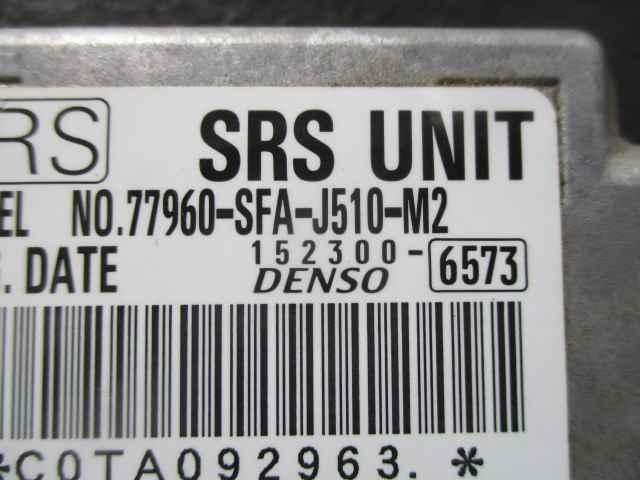 RS SRS UNIT
EL NO.77960-SFA-J510-M2
. DATE 152300-6573
DENSO
*C0TA092963. *